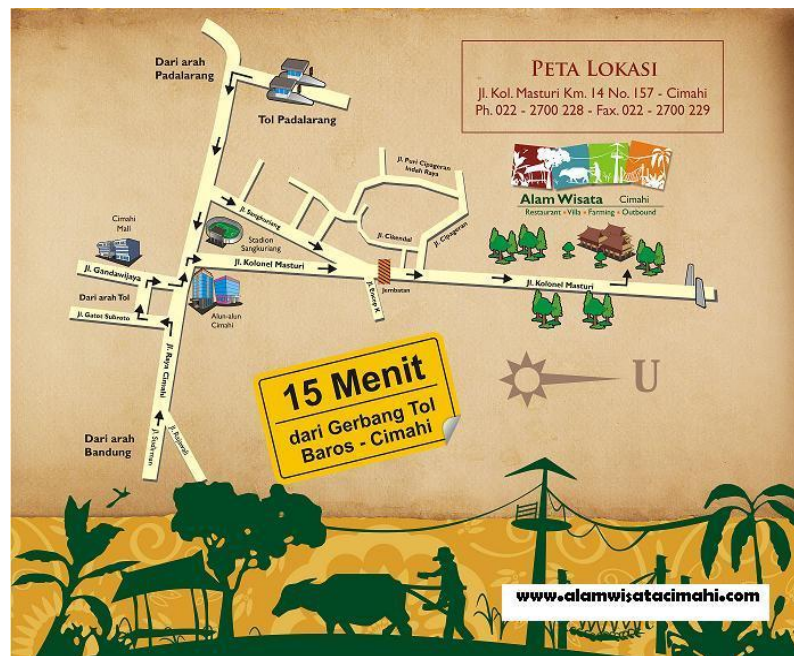 Dari arah
Padalarang
Tol Padalarang
PETA LOKASI
Jl. Kol. Masturi Km. 14 No. 157 - Cimahi
Ph. 022 - 2700 228 - Fax. 022 - 2700 229
Jl. Puri Cipageran
Indah Raya
Alam Wisata Cimahi
Restaurant • Villa • Farming • Outbound
Jl. Sangkuriang
Jl. Cikendal
Jl. Cipageran
Cimahi
Mall
Stadion
Sangkuriang
Jl. Gandawijaya
Jl. Kolonel Masturi
Jembatan
Jl. Kolonel Masturi
Jl. Encep K
Dari arah Tol
Jl. Gatot Subroto
Alun-alun
Cimahi
Jl. Raya Cimahi
15 Menit
dari Gerbang Tol
Baros - Cimahi
U
Dari arah
Bandung
Jl. Sudirman
Jl. Rajawali
www.alamwisatacimahi.com